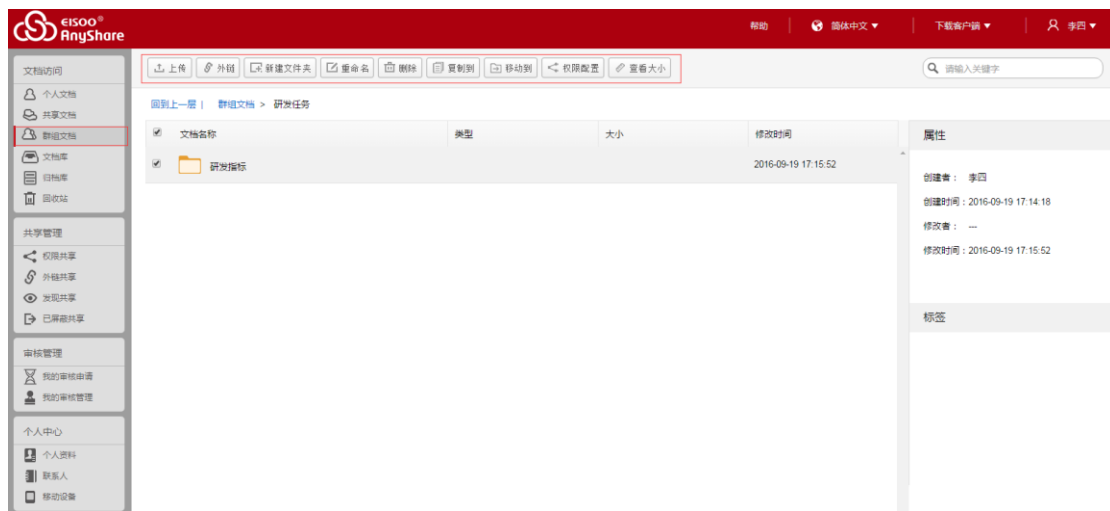 EISOO®
AnyShare
帮助
简体中文 ▼
下载客户端 ▼
李四 ▼
上传 外链 新建文件夹 重命名 删除 复制到 移动到 权限配置 查看大小
请输入关键字
文档访问
个人文档
共享文档
群组文档
文档库
归档库
回收站
共享管理
权限共享
外链共享
发现共享
已屏蔽共享
审核管理
我的审核申请
我的审核管理
个人中心
个人资料
联系人
移动设备
回到上一层 | 群组文档 > 研发任务
文档名称 类型 大小 修改时间
研发指标 2016-09-19 17:15:52
属性
创建者： 李四
创建时间：2016-09-19 17:14:18
修改者： ---
修改时间：2016-09-19 17:15:52
标签